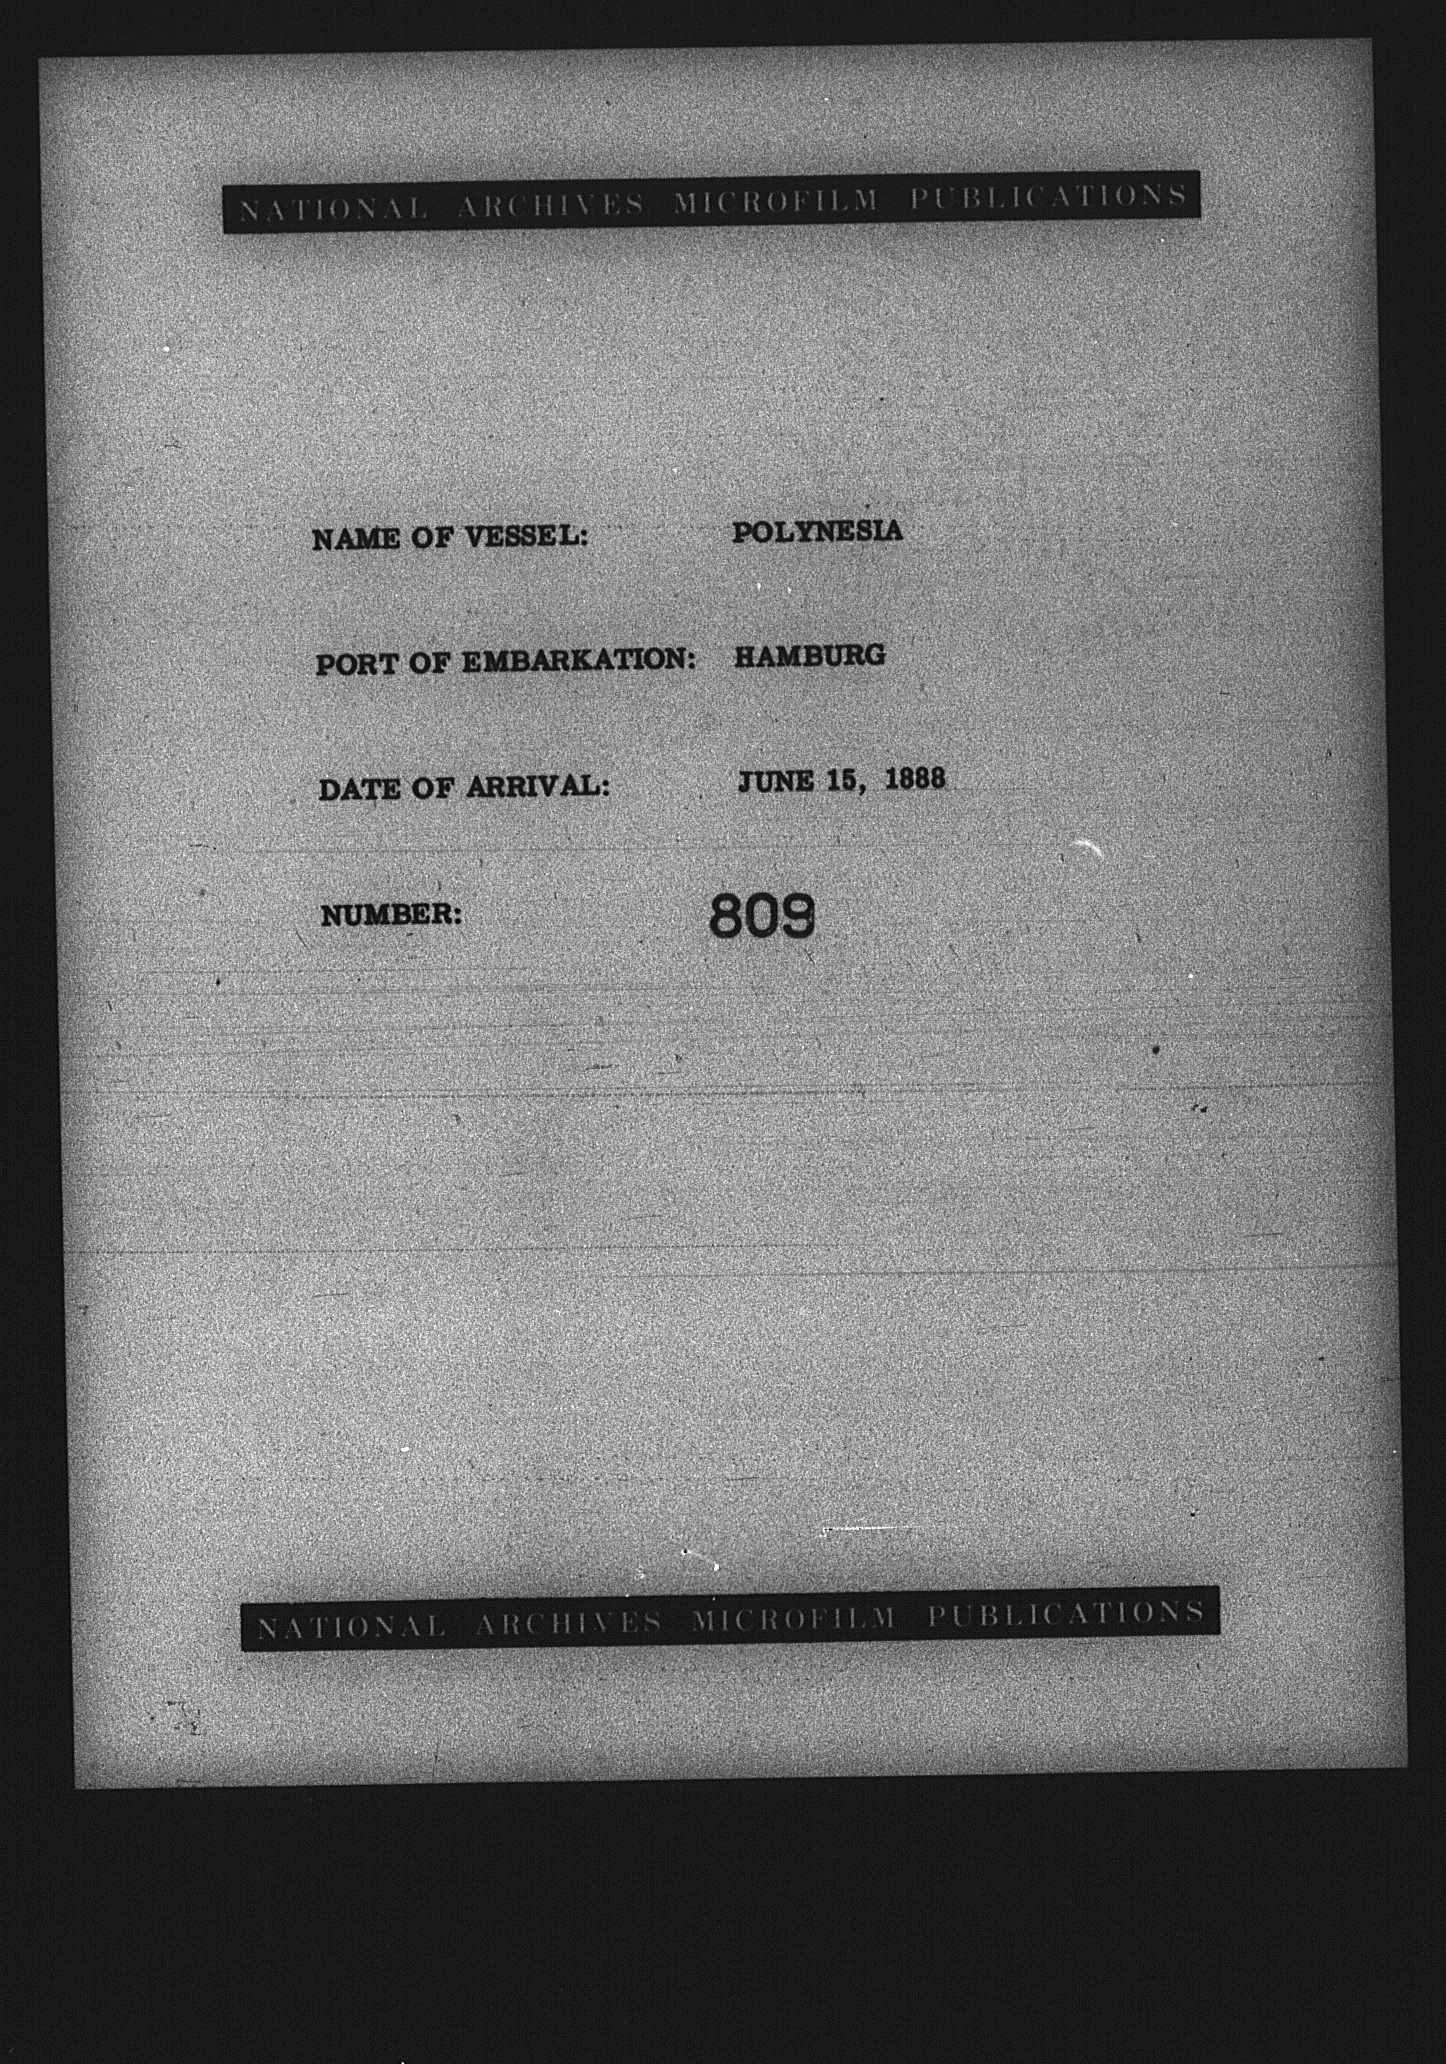 NATIONAL ARCHIVES MICROFILM PUBLICATIONS
NAME OF VESSEL: POLYNESIA
PORT OF EMBARKATION: HAMBURG
DATE OF ARRIVAL: JUNE 15, 1888
NUMBER: 809
NATIONAL ARCHIVES MICROFILM PUBLICATIONS